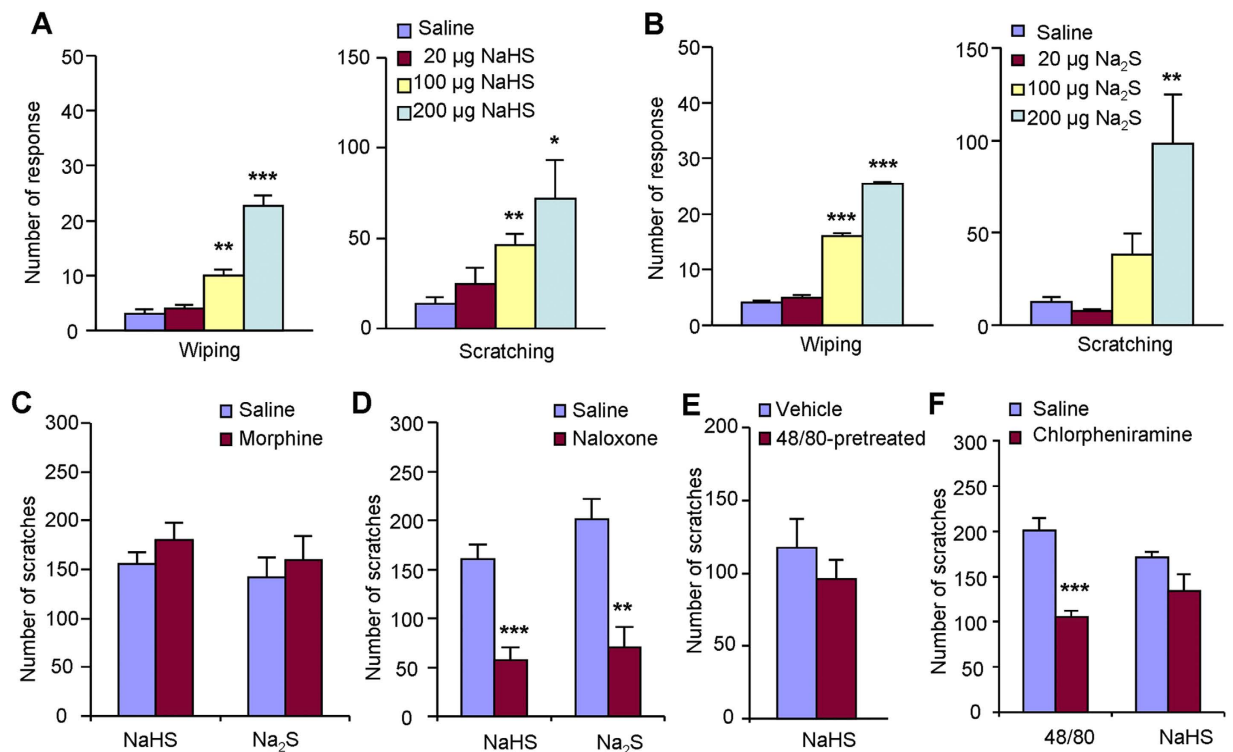 A
Saline
20 µg NaHS
100 µg NaHS
200 µg NaHS
Number of response
50
40
30
20
10
0
**
***
Wiping
150
100
50
0
**
*
Scratching
B
Saline
20 µg Na₂S
100 µg Na₂S
200 µg Na₂S
Number of response
50
40
30
20
10
0
***
***
Wiping
150
100
50
0
**
Scratching
C
Saline
Morphine
Number of scratches
300
250
200
150
100
50
0
NaHS
Na₂S
D
Saline
Naloxone
Number of scratches
300
250
200
150
100
50
0
***
**
NaHS
Na₂S
E
Vehicle
48/80-pretreated
Number of scratches
200
150
100
50
0
NaHS
F
Saline
Chlorpheniramine
Number of scratches
300
250
200
150
100
50
0
***
48/80
NaHS